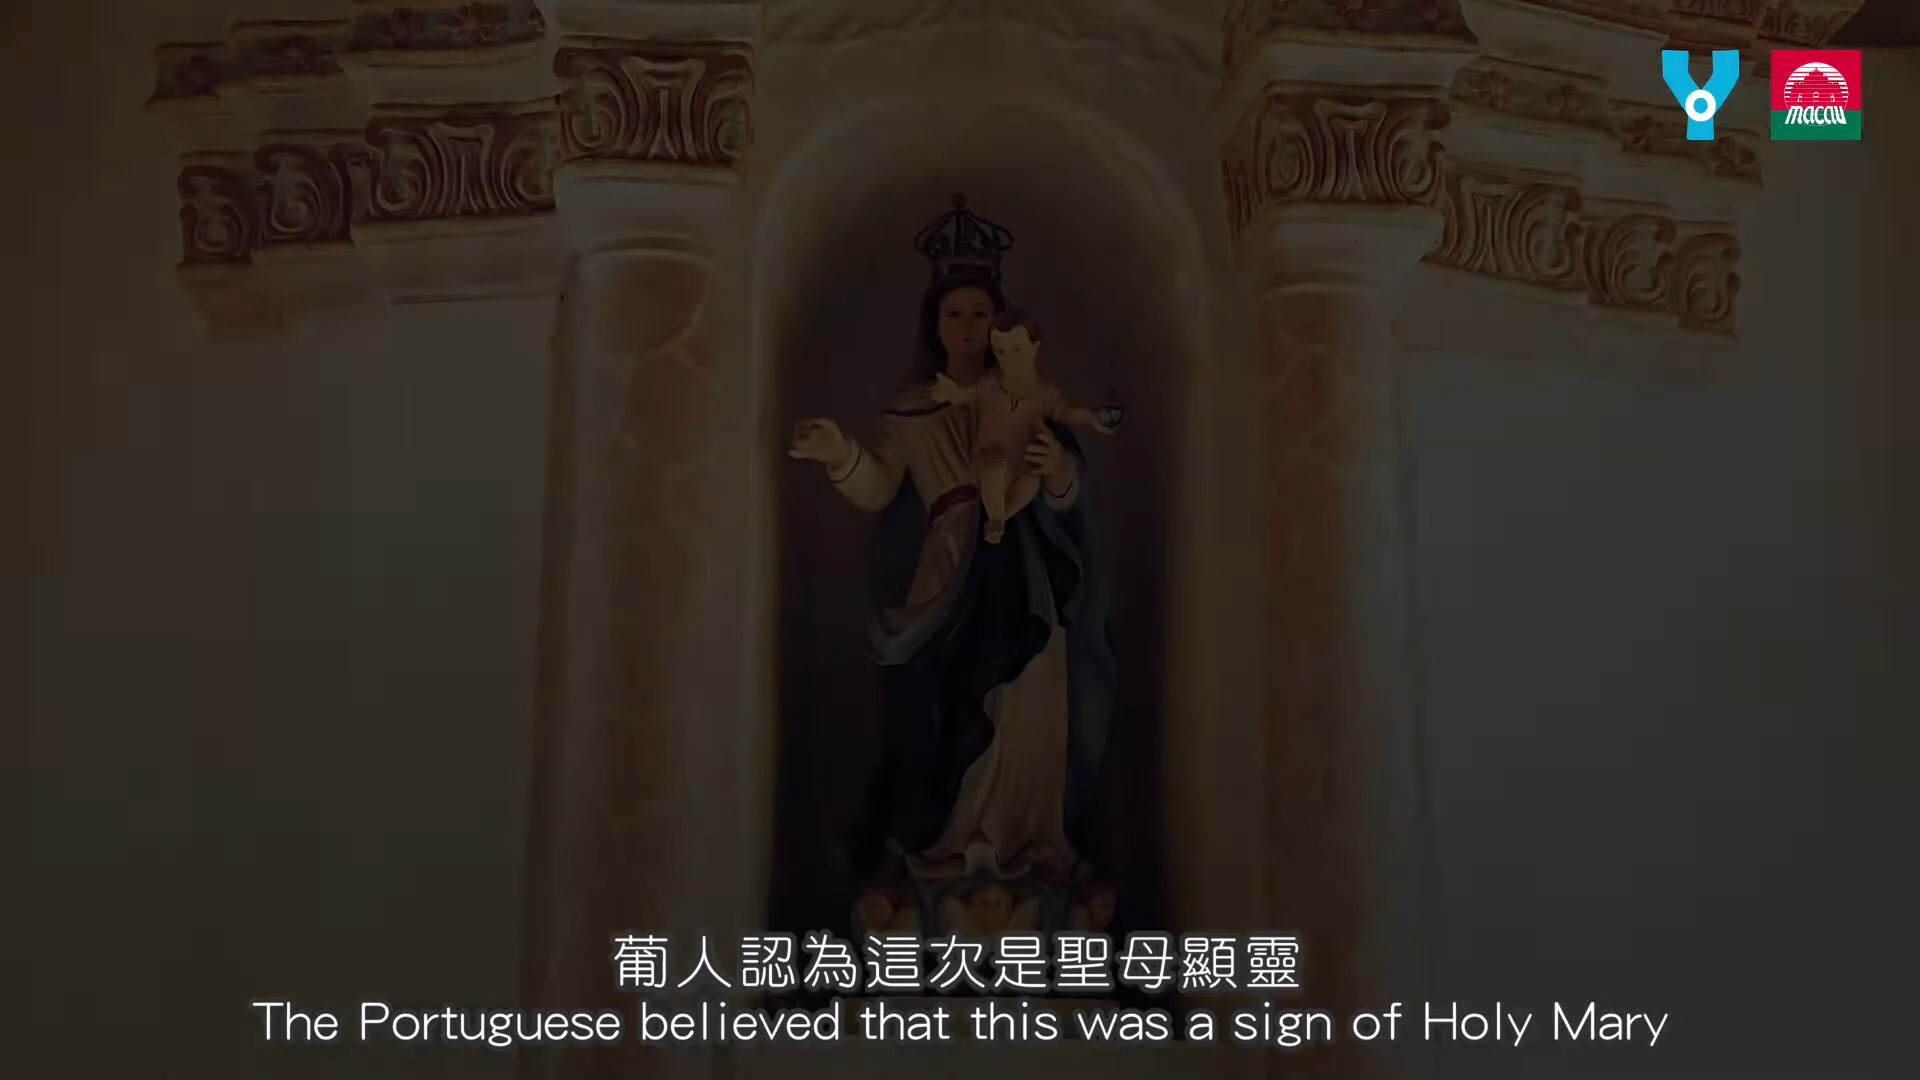 macau
葡人認為這次是聖母顯靈
The Portuguese believed that this was a sign of Holy Mary